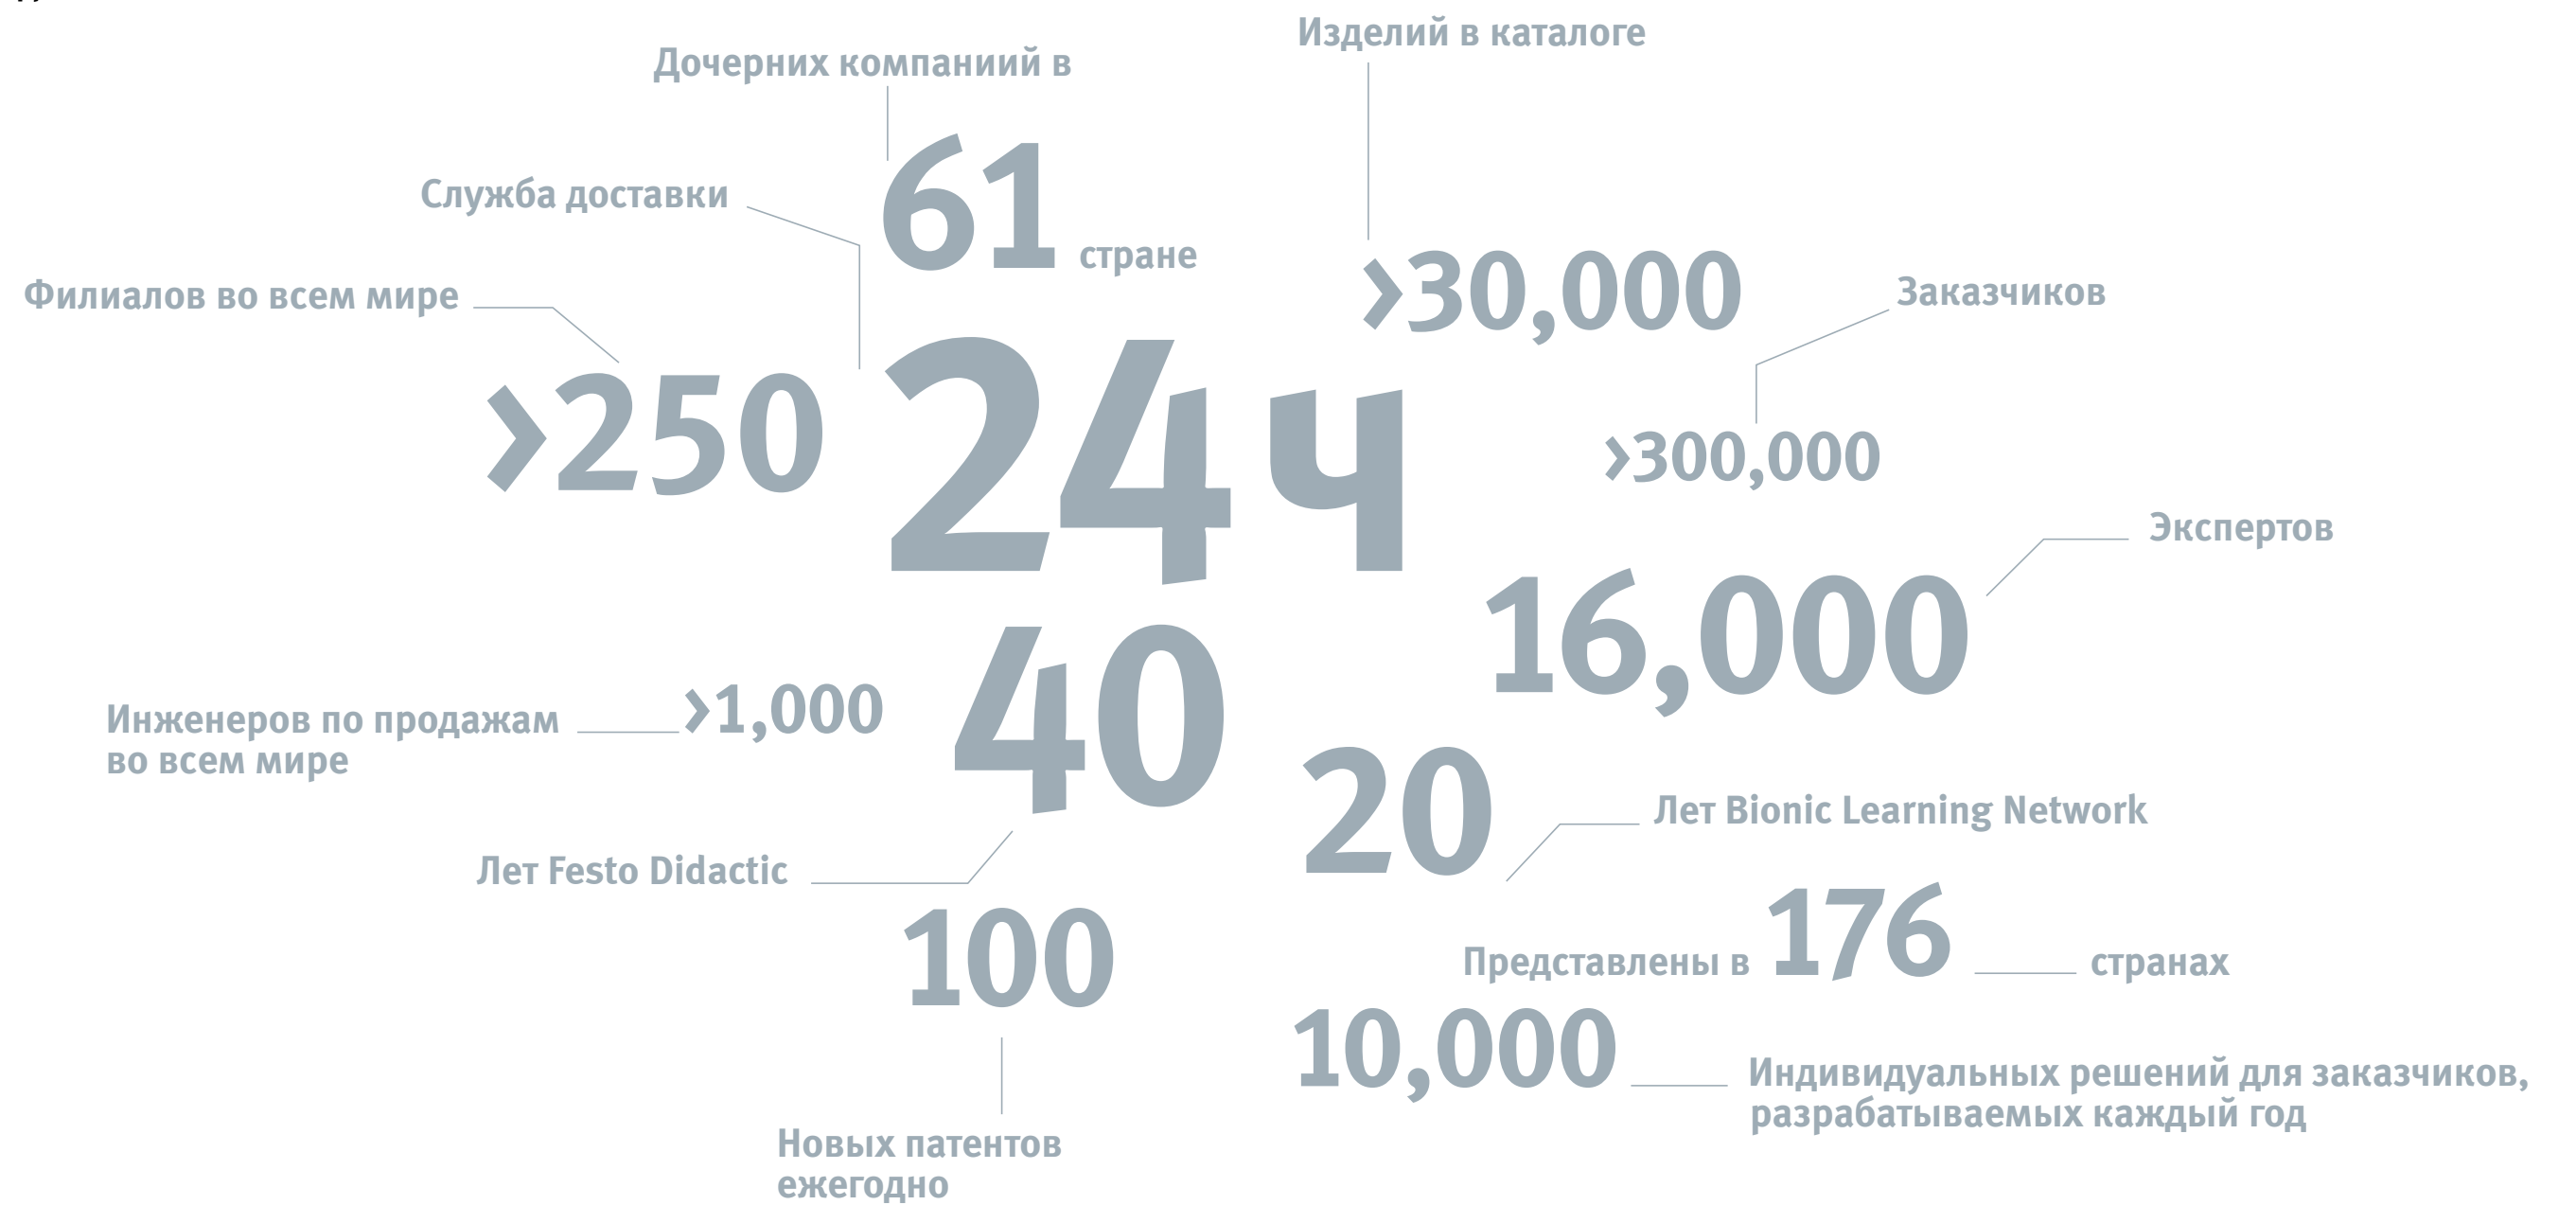 Изделий в каталоге
Дочерних компаниий в
61 стране
Служба доставки
Филиалов во всем мире
>30,000
Заказчиков
>250
24ч
>300,000
Экспертов
16,000
40
>1,000
Инженеров по продажам
во всем мире
20
Лет Bionic Learning Network
Лет Festo Didactic
100
Представлены в 176 странах
10,000
Индивидуальных решений для заказчиков,
разрабатываемых каждый год
Новых патентов
ежегодно